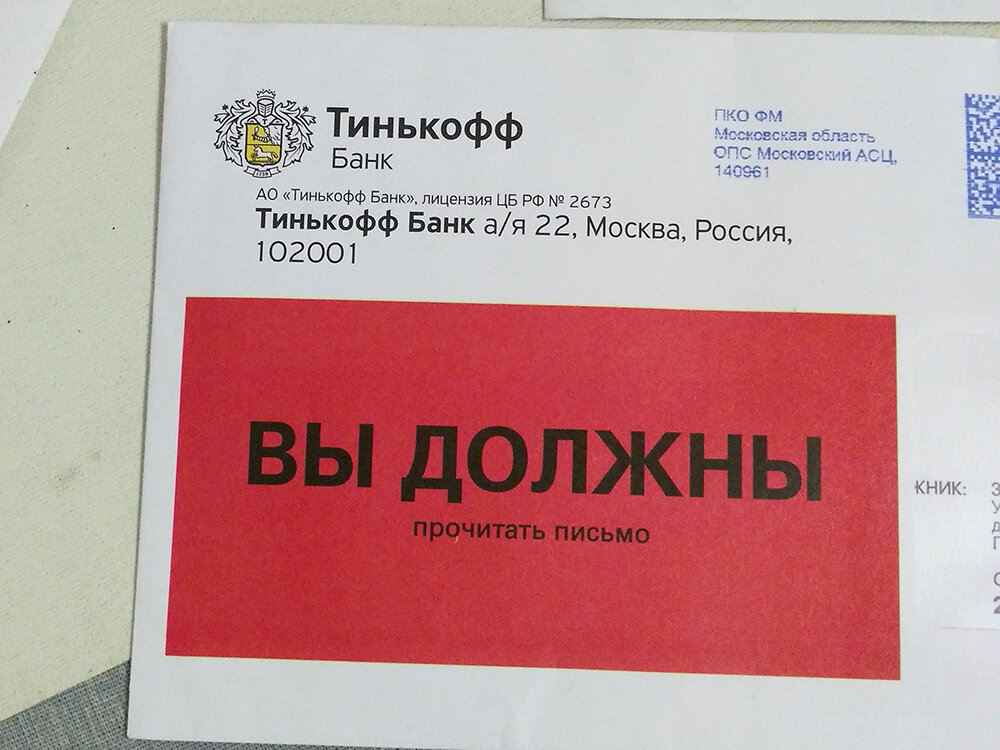 Тинькофф
Банк
АО «Тинькофф Банк», лицензия ЦБ РФ № 2673
Тинькофф Банк а/я 22, Москва, Россия,
102001
ПКО ФМ
Московская область
ОПС Московский АСЦ,
140961
ВЫ ДОЛЖНЫ
прочитать письмо
КНИК: